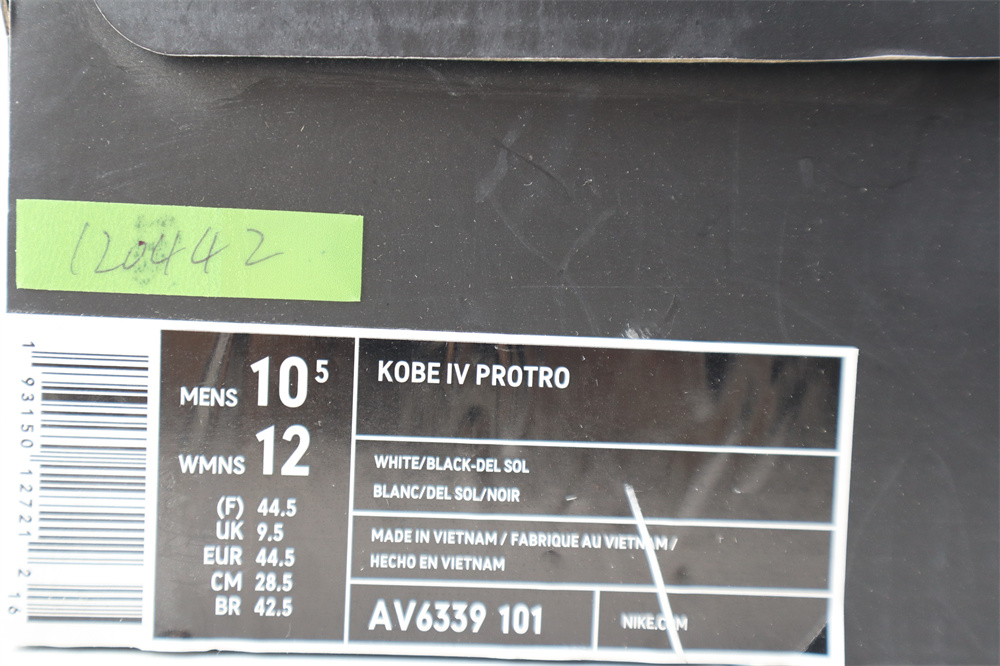 120442
1 93150 12721 2 16
MENS 10 5
WMNS 12
(F) 44.5
UK 9.5
EUR 44.5
CM 28.5
BR 42.5
KOBE IV PROTRO
WHITE/BLACK-DEL SOL
BLANC/DEL SOL/NOIR
MADE IN VIETNAM / FABRIQUE AU VIETNAM /
HECHO EN VIETNAM
AV6339 101
NIKE.COM